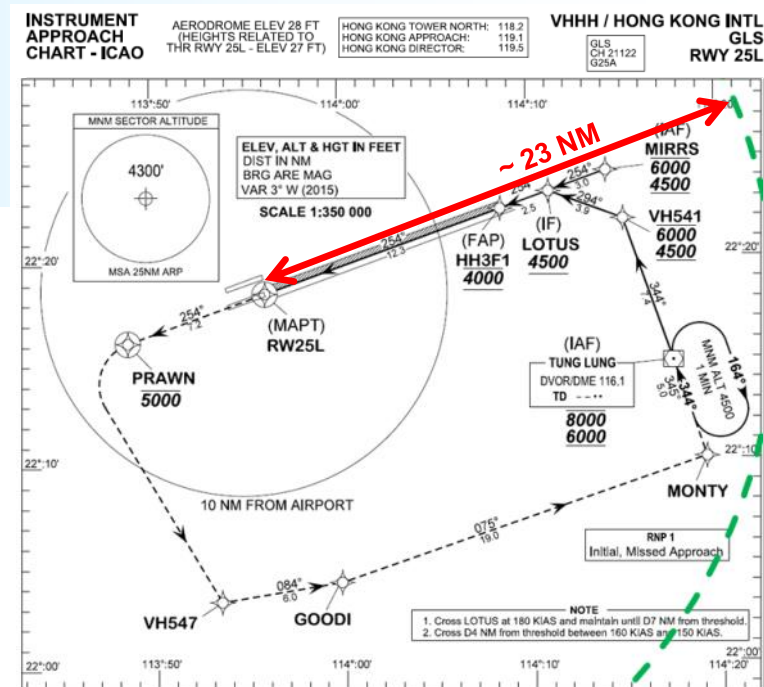 INSTRUMENT
APPROACH
CHART - ICAO
AERODROME ELEV 28 FT
(HEIGHTS RELATED TO
THR RWY 25L - ELEV 27 FT)
HONG KONG TOWER NORTH: 118.2
HONG KONG APPROACH: 119.1
HONG KONG DIRECTOR: 119.5
GLS
CH 21122
G25A
VHHH / HONG KONG INTL
GLS
RWY 25L
113°50'
114°00'
114°10'
MNM SECTOR ALTITUDE
4300'
MSA 25NM ARP
ELEV, ALT & HGT IN FEET
DIST IN NM
BRG ARE MAG
VAR 3° W (2015)
SCALE 1:350 000
~ 23 NM
(IAF)
MIRRS
6000
4500
254°
3.0
254°
2.5
294°
3.9
VH541
6000
4500
(IF)
LOTUS
4500
(FAP)
HH3F1
4000
254°
12.3
22°20'
22°20'
(MAPT)
RW25L
254°
7.2
PRAWN
5000
344°
7.4
(IAF)
TUNG LUNG
DVOR/DME 116.1
TD - --··
8000
6000
MNM ALT 4500
1 MIN
164°
344°
345°
5.0
22°10'
22°10'
MONTY
10 NM FROM AIRPORT
075°
19.0
RNP 1
Initial, Missed Approach
084°
6.0
VH547
GOODI
NOTE
1. Cross LOTUS at 180 KIAS and maintain until D7 NM from threshold.
2. Cross D4 NM from threshold between 160 KIAS and 150 KIAS.
22°00'
22°00'
113°50'
114°00'
114°10'
114°20'